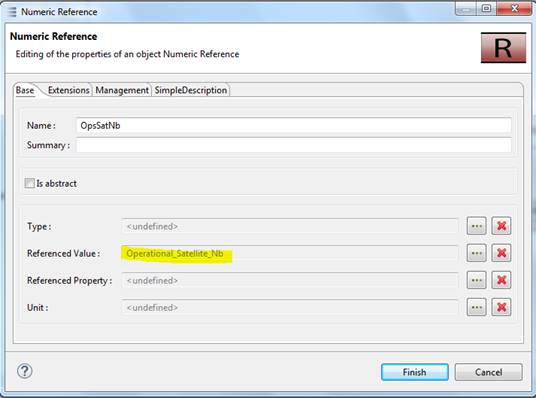 Numeric Reference
Numeric Reference
Editing of the properties of an object Numeric Reference
R
Base Extensions Management SimpleDescription
Name : OpsSatNb
Summary :
Is abstract
Type : <undefined>
Referenced Value : Operational_Satellite_Nb
Referenced Property : <undefined>
Unit : <undefined>
? Finish Cancel